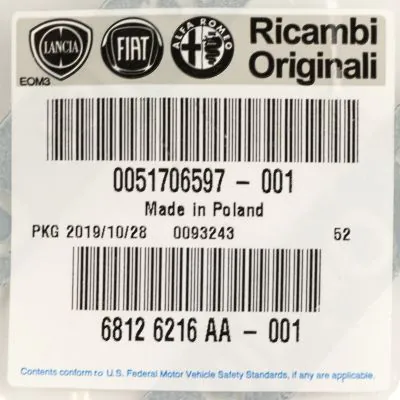 LANCIA FIAT ALFA ROMEO Ricambi
Originali
EOM3
0051706597 - 001
Made in Poland
PKG 2019/10/28 0093243 52
6812 6216 AA - 001
Contents conform to U.S. Federal Motor Vehicle Safety Standards, if any are applicable.